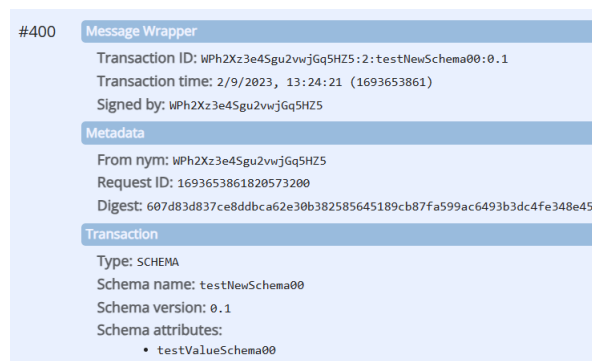 #400
Message Wrapper
Transaction ID: WPh2Xz3e4Sgu2vwjGq5HZ5:2:testNewSchema00:0.1
Transaction time: 2/9/2023, 13:24:21 (1693653861)
Signed by: WPh2Xz3e4Sgu2vwjGq5HZ5
Metadata
From nym: WPh2Xz3e4Sgu2vwjGq5HZ5
Request ID: 1693653861820573200
Digest: 607d83d837ce8ddbca62e30b382585645189cb87fa599ac6493b3dc4fe348e45
Transaction
Type: SCHEMA
Schema name: testNewSchema00
Schema version: 0.1
Schema attributes:
• testValueSchema00